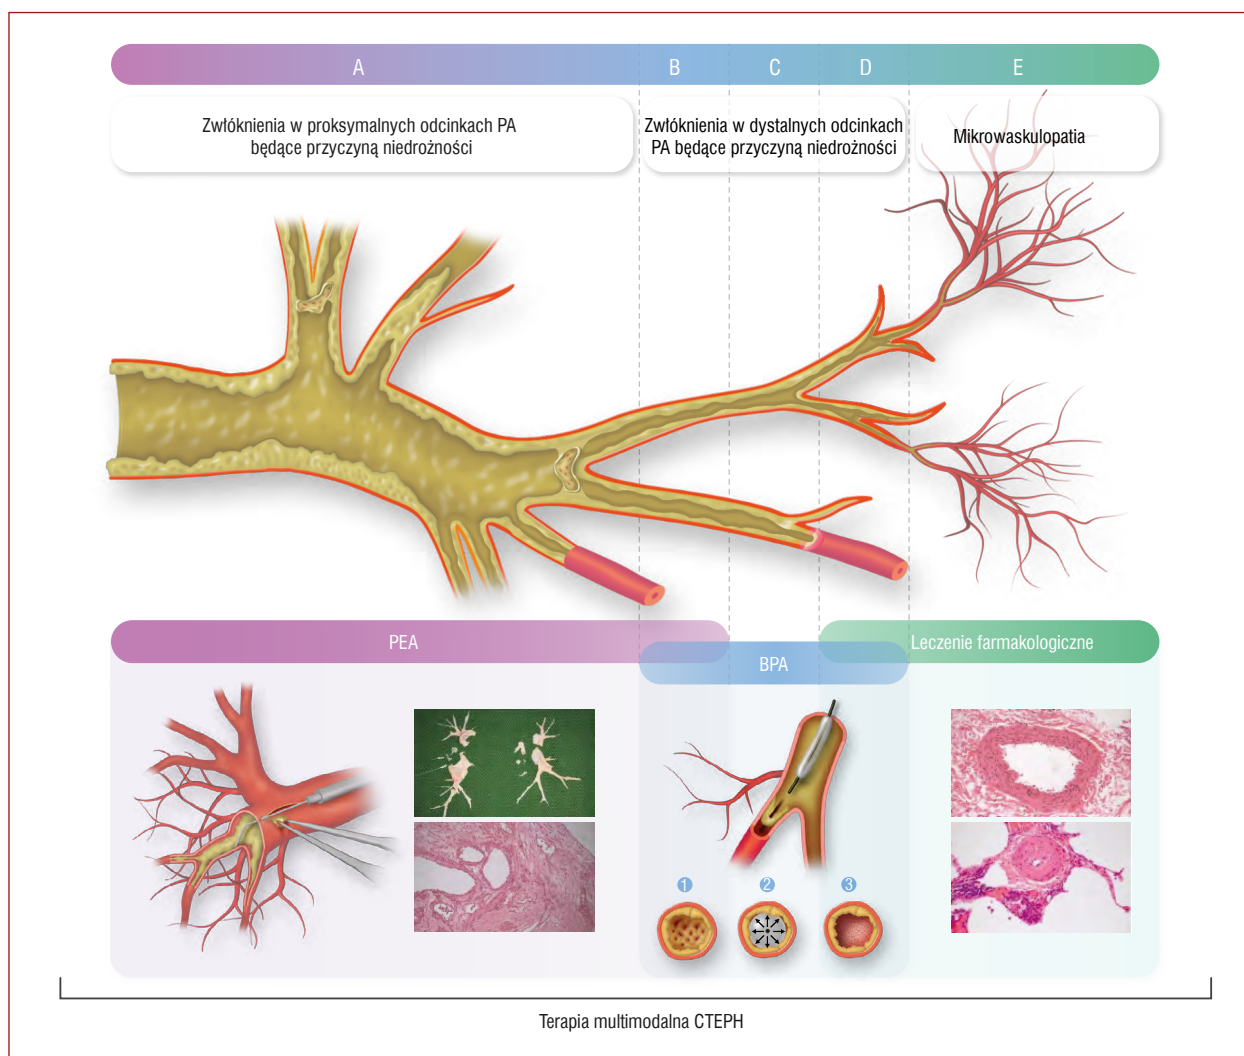 A B C D E
Zwłóknienia w proksymalnych odcinkach PA
będące przyczyną niedrożności
Zwłóknienia w dystalnych odcinkach
PA będące przyczyną niedrożności
Mikrowaskulopatia
PEA
BPA
Leczenie farmakologiczne
1 2 3
Terapia multimodalna CTEPH